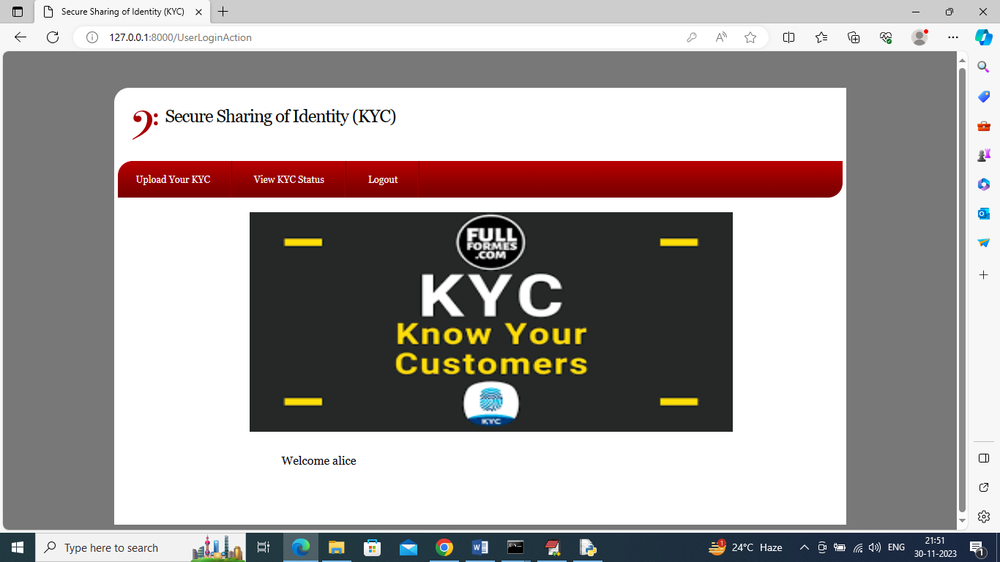 Secure Sharing of Identity (KYC)
127.0.0.1:8000/UserLoginAction
Secure Sharing of Identity (KYC)
Upload Your KYC
View KYC Status
Logout
FULL
FORMES
.COM
KYC
Know Your
Customers
KYC
Welcome alice
Type here to search
1
24°C Haze
ENG
21:51
30-11-2023
1